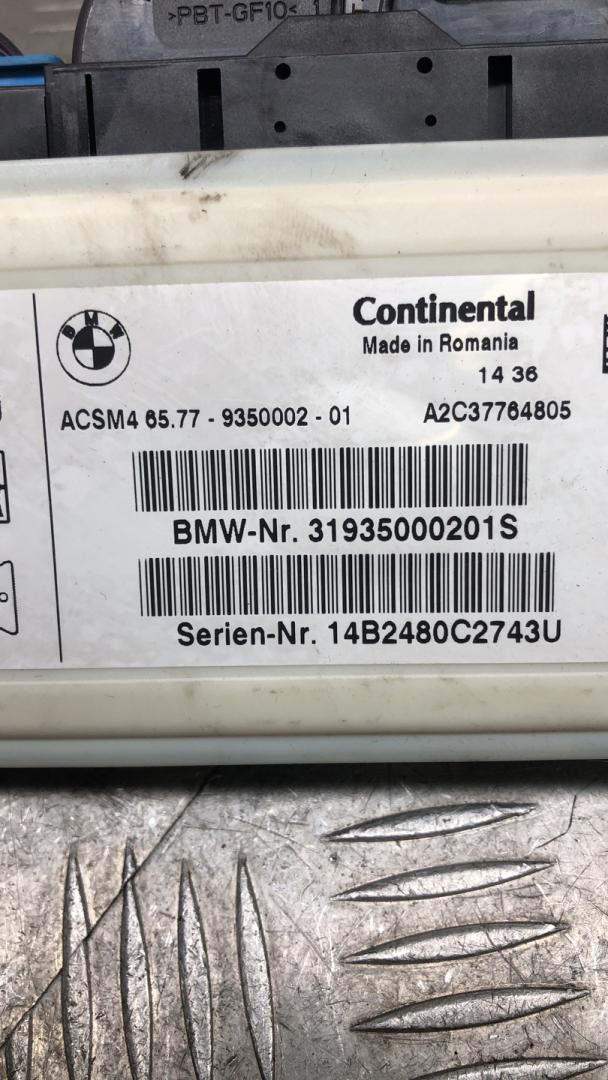 >PBT-GF10<
BMW
Continental
Made in Romania
14 36
ACSM4 65.77 - 9350002 - 01 A2C37764805
BMW-Nr. 31935000201S
Serien-Nr. 14B2480C2743U